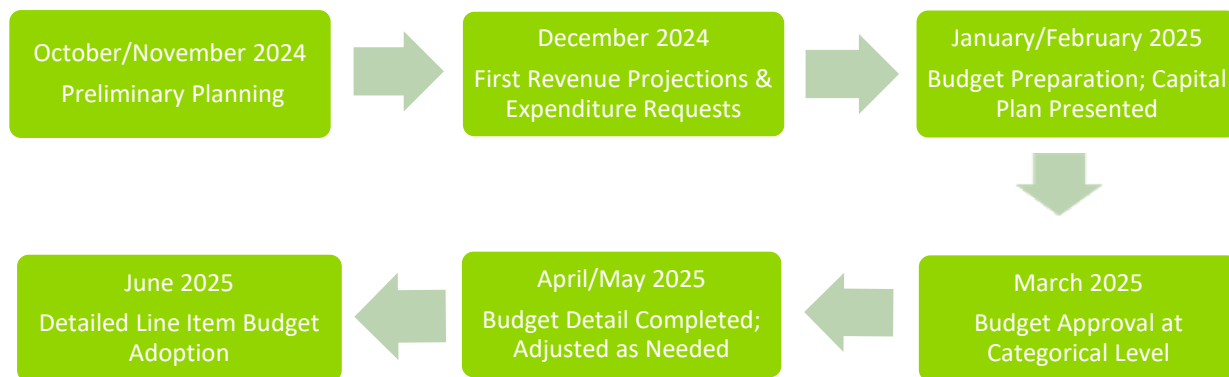 October/November 2024
Preliminary Planning
December 2024
First Revenue Projections &
Expenditure Requests
January/February 2025
Budget Preparation; Capital
Plan Presented
March 2025
Budget Approval at
Categorical Level
April/May 2025
Budget Detail Completed;
Adjusted as Needed
June 2025
Detailed Line Item Budget
Adoption